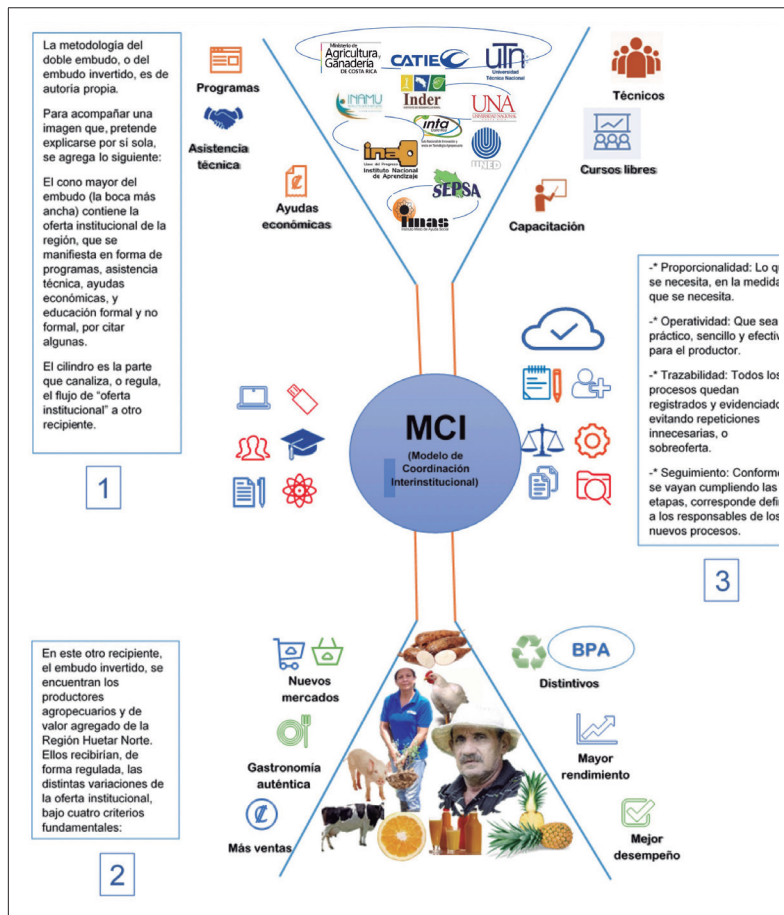 La metodología del
doble embudo, o del
embudo invertido, es de
autoría propia.
Para acompañar una
imagen que, pretende
explicarse por sí sola,
se agrega lo siguiente:
El cono mayor del
embudo (la boca más
ancha) contiene la
oferta institucional de la
región, que se
manifiesta en forma de
programas, asistencia
técnica, ayudas
económicas, y
educación formal y no
formal, por citar
algunas.
El cilindro es la parte
que canaliza, o regula,
el flujo de “oferta
institucional” a otro
recipiente.
1
Programas
Asistencia
técnica
Ayudas
económicas
Ministerio de
Agricultura y
Ganadería
DE COSTA RICA
CATIE
UTN
Universidad
Técnica Nacional
INAMU
Inder
UNA
UNIVERSIDAD NACIONAL
inta
ina
Instituto Nacional
de Aprendizaje
UNED
SEPSA
imas
Técnicos
Cursos libres
Capacitación
MCI
(Modelo de
Coordinación
Interinstitucional)
-* Proporcionalidad: Lo qu
se necesita, en la medida
que se necesita.
-* Operatividad: Que sea
práctico, sencillo y efectiv
para el productor.
-* Trazabilidad: Todos los
procesos quedan
registrados y evidenciado
evitando repeticiones
innecesarias, o
sobreoferta.
-* Seguimiento: Conforme
se vayan cumpliendo las
etapas, corresponde defi
a los responsables de los
nuevos procesos.
3
En este otro recipiente,
el embudo invertido, se
encuentran los
productores
agropecuarios y de
valor agregado de la
Región Huetar Norte.
Ellos recibirían, de
forma regulada, las
distintas variaciones de
la oferta institucional,
bajo cuatro criterios
fundamentales:
2
Nuevos
mercados
Gastronomía
auténtica
Más ventas
BPA
Distintivos
Mayor
rendimiento
Mejor
desempeño